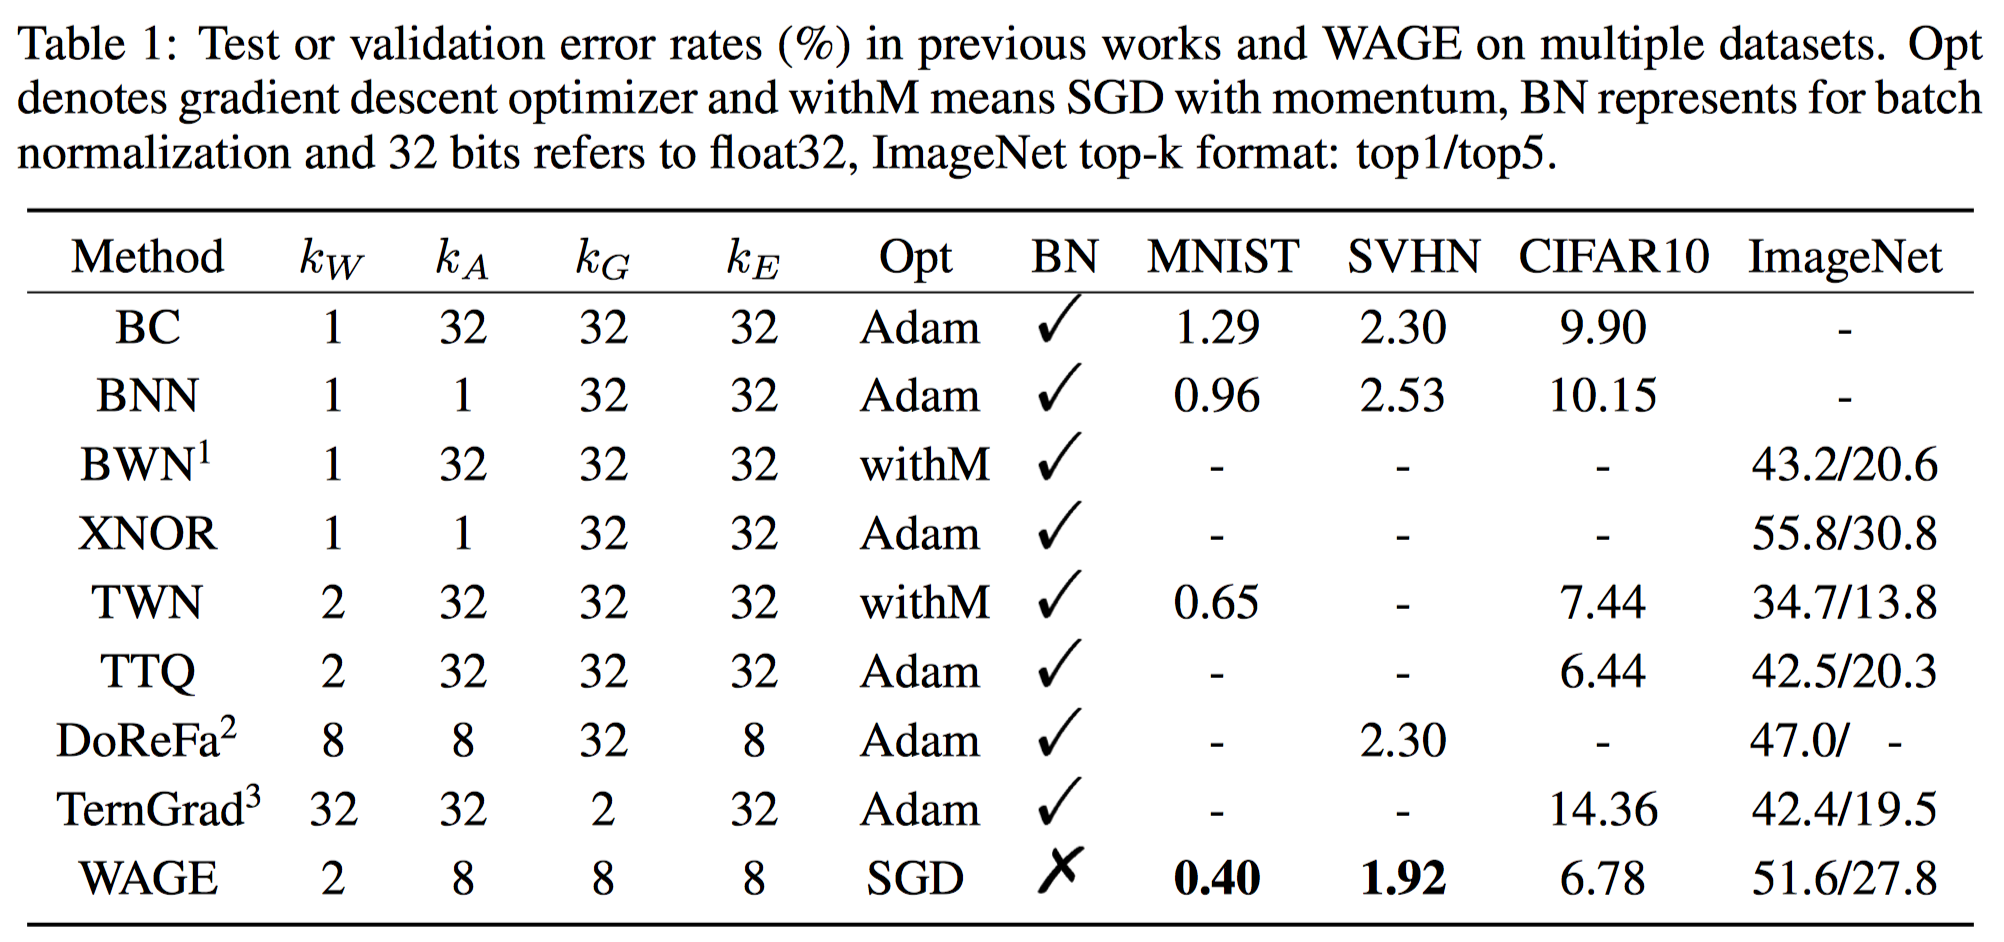 Table 1: Test or validation error rates (%) in previous works and WAGE on multiple datasets. Opt
denotes gradient descent optimizer and withM means SGD with momentum, BN represents for batch
normalization and 32 bits refers to float32, ImageNet top-k format: top1/top5.
Method k_W k_A k_G k_E Opt BN MNIST SVHN CIFAR10 ImageNet
BC 1 32 32 32 Adam ✓ 1.29 2.30 9.90 -
BNN 1 1 32 32 Adam ✓ 0.96 2.53 10.15 -
BWN¹ 1 32 32 32 withM ✓ - - - 43.2/20.6
XNOR 1 1 32 32 Adam ✓ - - - 55.8/30.8
TWN 2 32 32 32 withM ✓ 0.65 - 7.44 34.7/13.8
TTQ 2 32 32 32 Adam ✓ - - 6.44 42.5/20.3
DoReFa² 8 8 32 8 Adam ✓ - 2.30 - 47.0/ -
TernGrad³ 32 32 2 32 Adam ✓ - - 14.36 42.4/19.5
WAGE 2 8 8 8 SGD ✗ 0.40 1.92 6.78 51.6/27.8